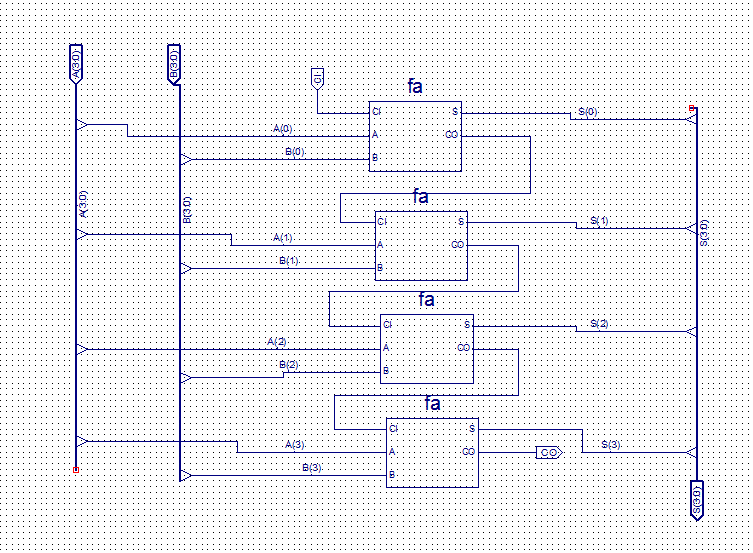 A(3:0)
B(3:0)
CI
fa
CI
S
S(0)
A(0)
A
CO
B(0)
B
A(3:0)
B(3:0)
fa
CI
S
S(1)
S(3:0)
A(1)
A
CO
B(1)
B
fa
CI
S
S(2)
A(2)
A
CO
B(2)
B
fa
CI
S
S(3)
A(3)
A
CO
CO
B(3)
B
S(3:0)